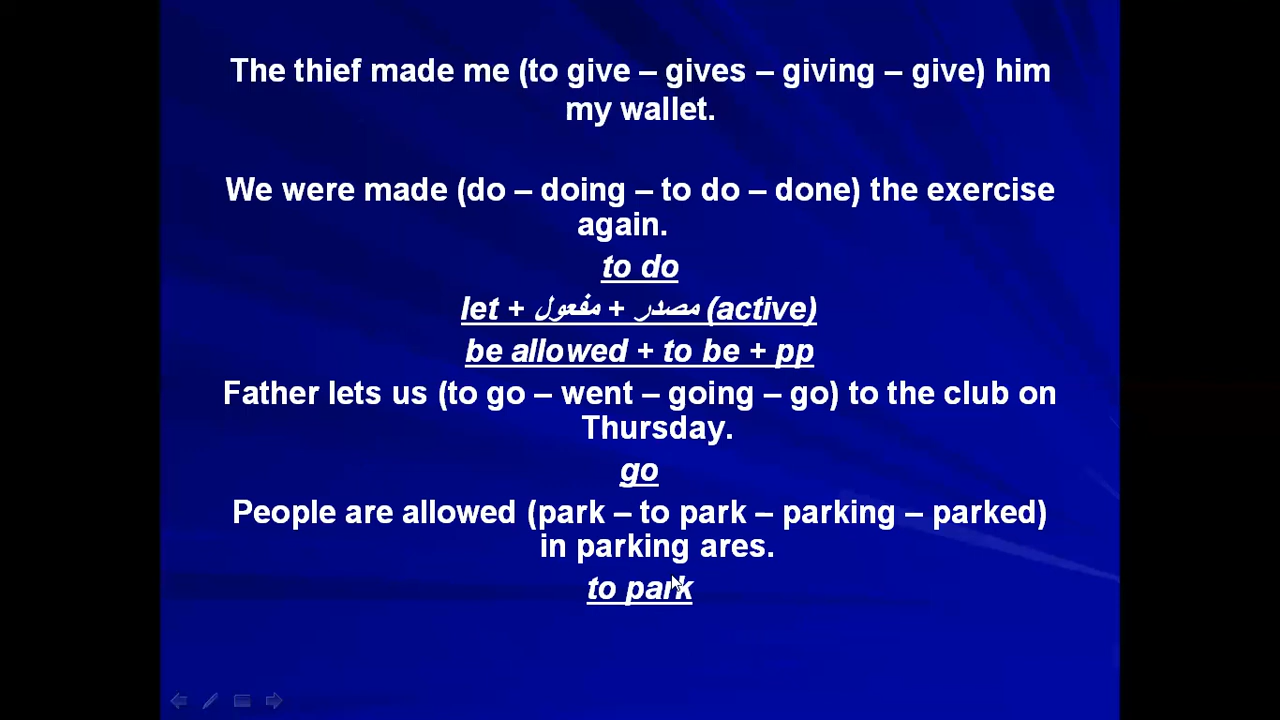 The thief made me (to give – gives – giving – give) him
my wallet.
We were made (do – doing – to do – done) the exercise
again.
to do
let + مفعول + مصدر (active)
be allowed + to be + pp
Father lets us (to go – went – going – go) to the club on
Thursday.
go
People are allowed (park – to park – parking – parked)
in parking ares.
to park